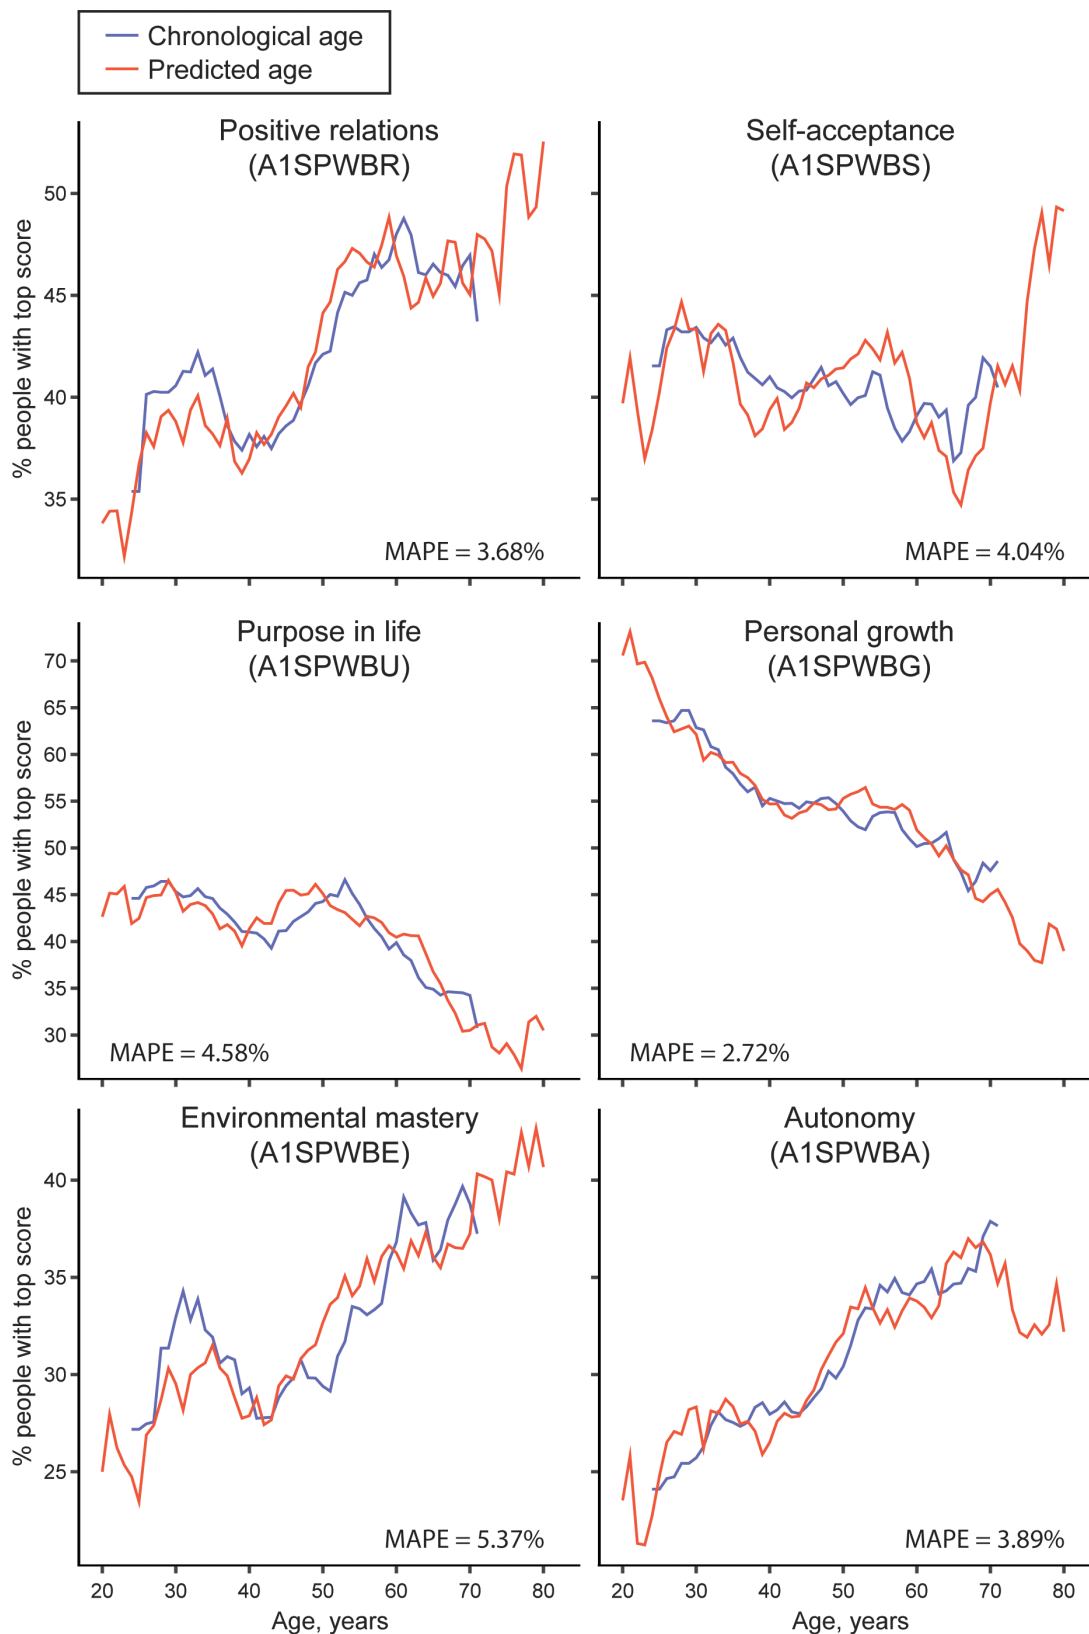 Chronological age
Predicted age
Positive relations
(A1SPWBR)
% people with top score
50
45
40
35
MAPE = 3.68%
Self-acceptance
(A1SPWBS)
MAPE = 4.04%
Purpose in life
(A1SPWBU)
% people with top score
70
65
60
55
50
45
40
35
30
MAPE = 4.58%
Personal growth
(A1SPWBG)
MAPE = 2.72%
Environmental mastery
(A1SPWBE)
% people with top score
40
35
30
25
MAPE = 5.37%
20 30 40 50 60 70 80
Age, years
Autonomy
(A1SPWBA)
MAPE = 3.89%
20 30 40 50 60 70 80
Age, years